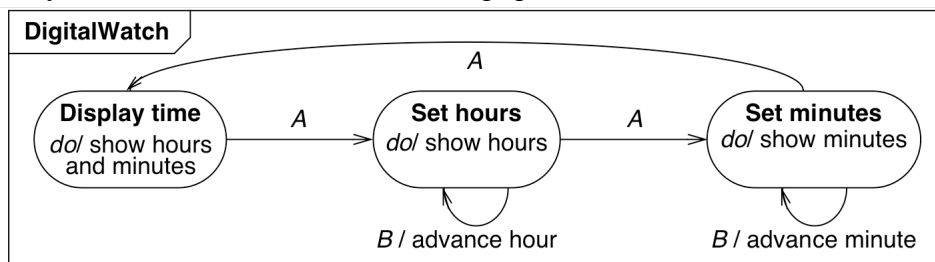 DigitalWatch
A
Display time
do/ show hours
and minutes
A
Set hours
do/ show hours
A
Set minutes
do/ show minutes
B / advance hour
B / advance minute